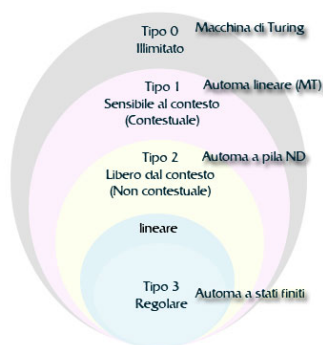 Tipo 0 Macchina di Turing
Illimitato
Tipo 1 Automa lineare (MT)
Sensibile al contesto
(Contestuale)
Tipo 2 Automa a pila ND
Libero dal contesto
(Non contestuale)
lineare
Tipo 3
Regolare Automa a stati finiti